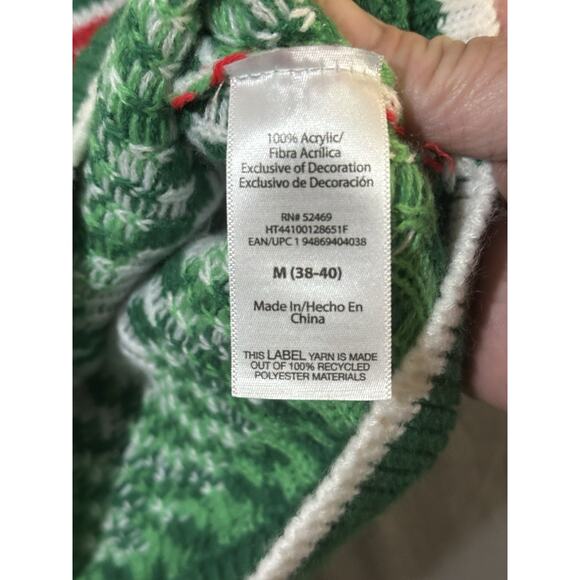 100% Acrylic/
Fibra Acrílica
Exclusive of Decoration
Exclusivo de Decoración
RN# 52469
HT44100128651F
EAN/UPC 1 94869404038
M (38-40)
Made In/Hecho En
China
THIS LABEL YARN IS MADE
OUT OF 100% RECYCLED
POLYESTER MATERIALS